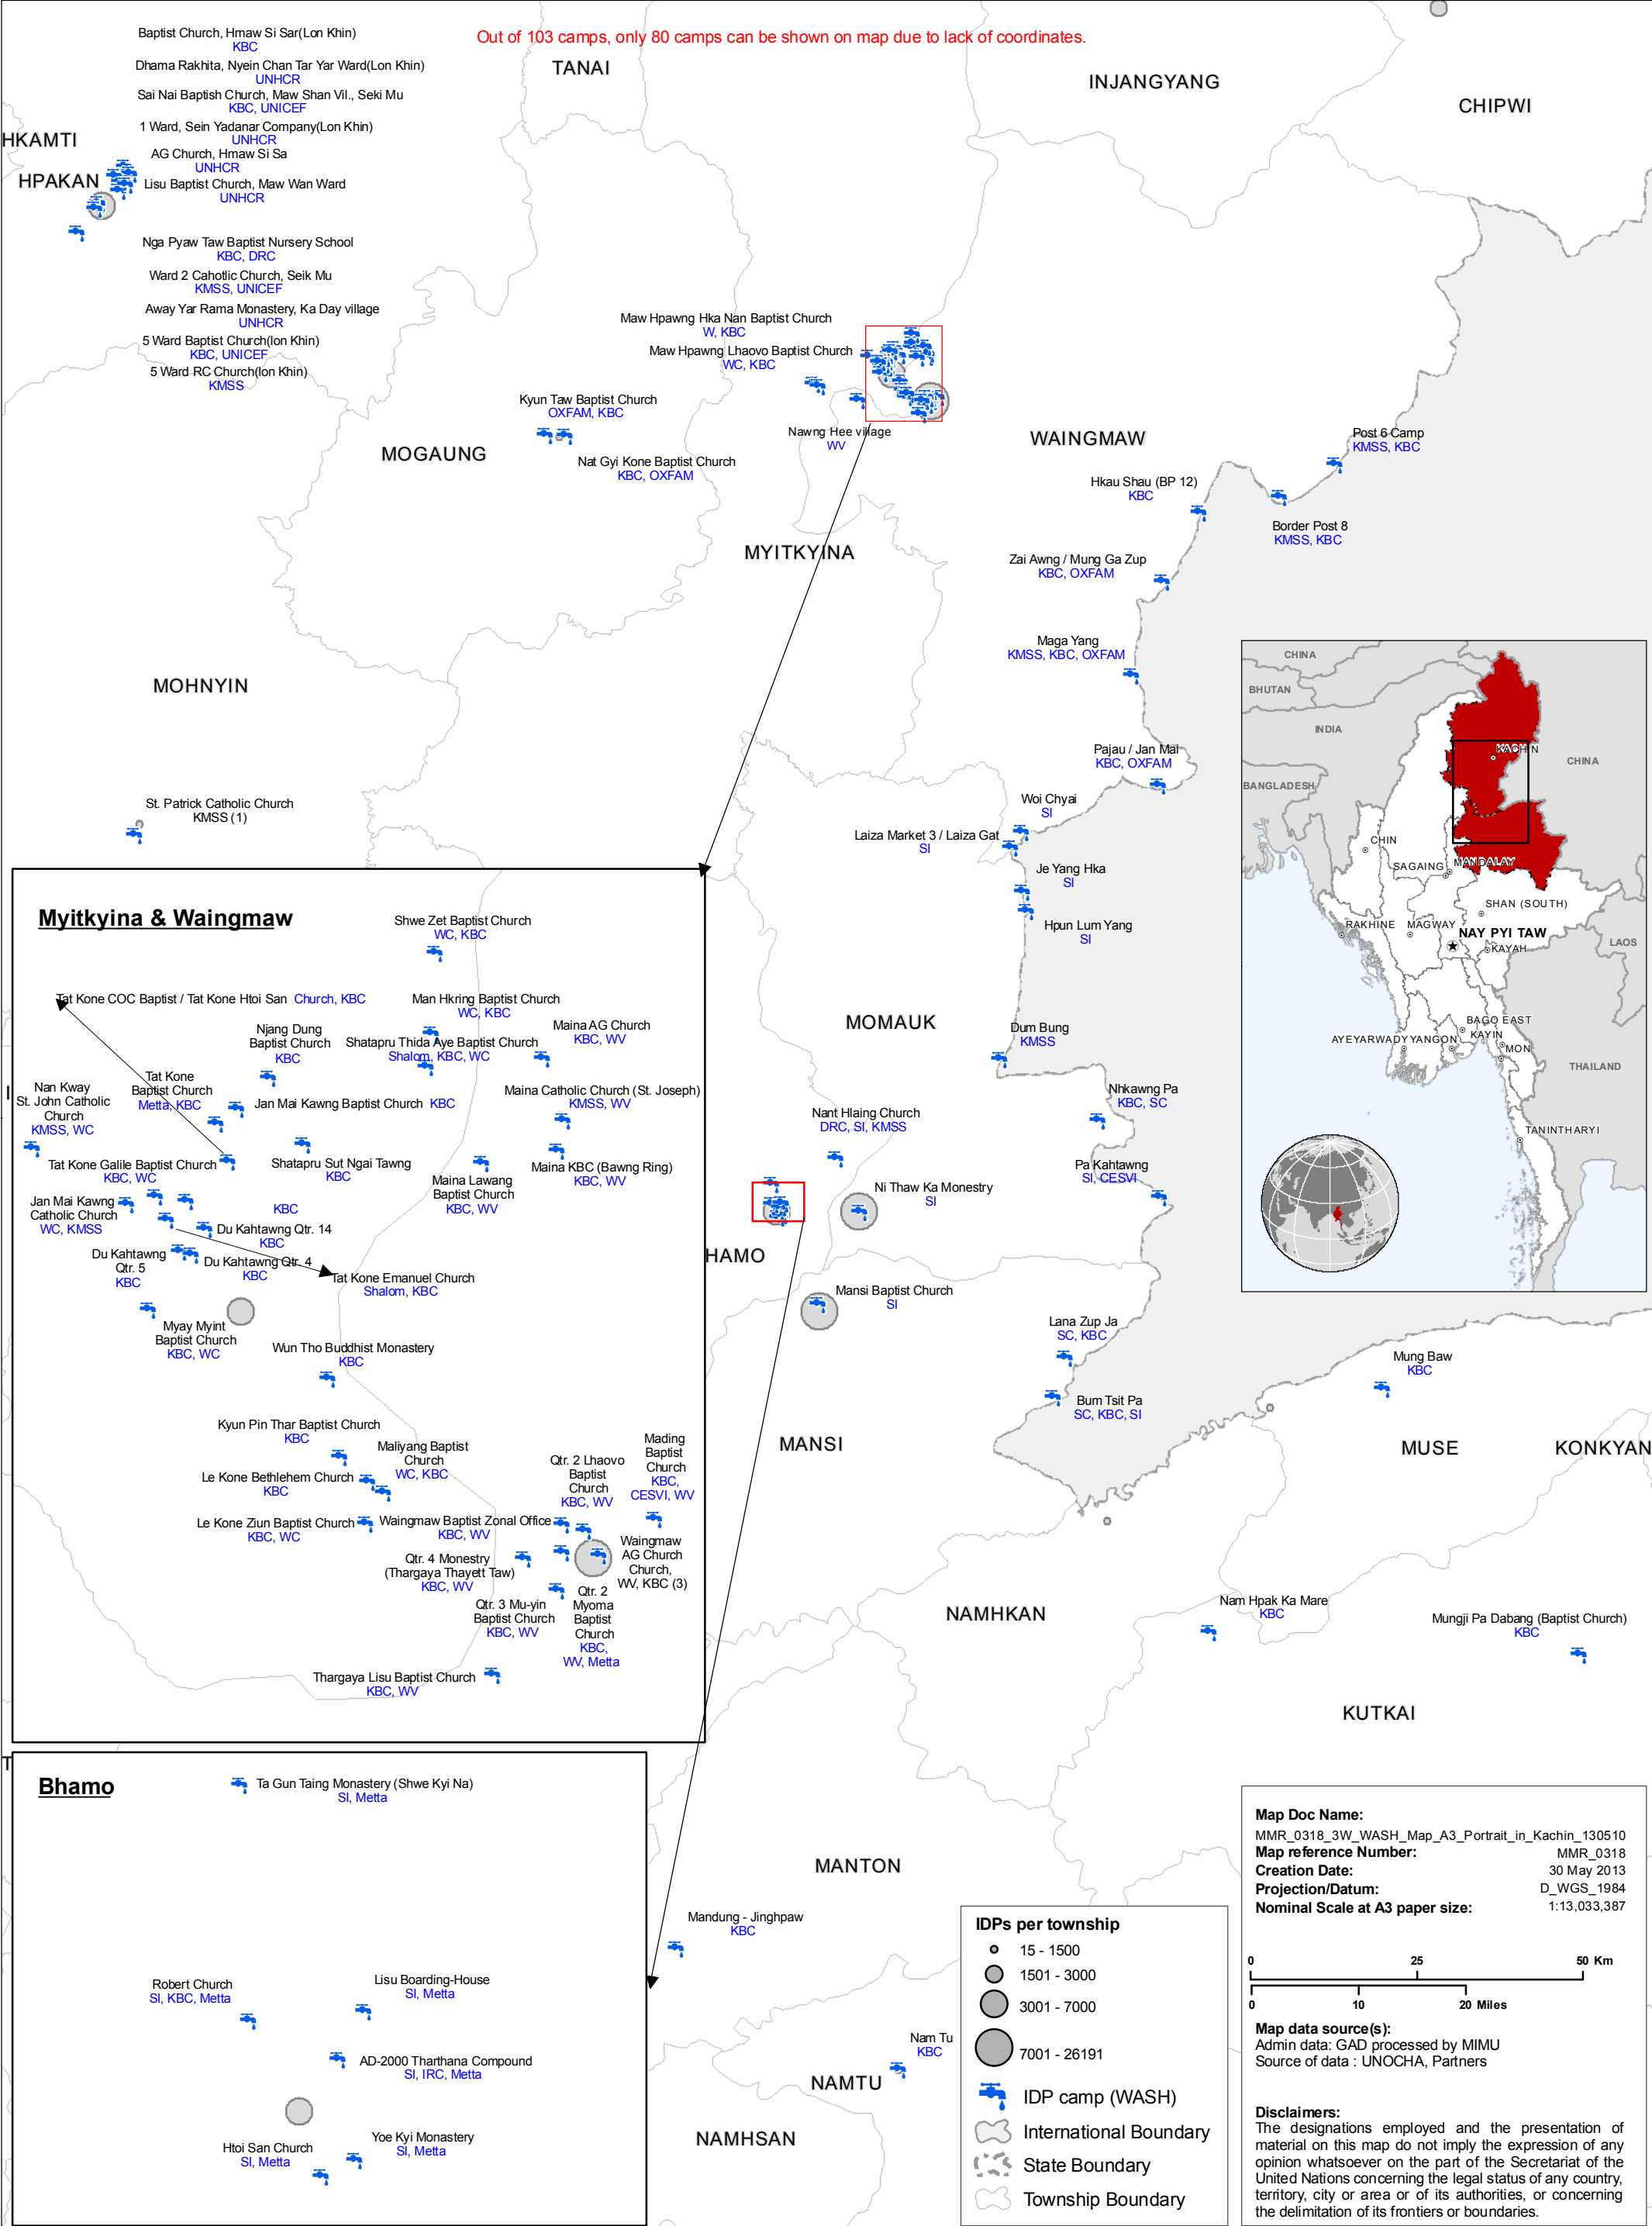 Out of 103 camps, only 80 camps can be shown on map due to lack of coordinates.
Baptist Church, Hmaw Si Sar(Lon Khin)
KBC
Dhama Rakhita, Nyein Chan Tar Yar Ward(Lon Khin)
UNHCR
Sai Nai Baptish Church, Maw Shan Vil., Seki Mu
KBC, UNICEF
1 Ward, Sein Yadanar Company(Lon Khin)
UNHCR
AG Church, Hmaw Si Sa
UNHCR
Lisu Baptist Church, Maw Wan Ward
UNHCR
Nga Pyaw Taw Baptist Nursery School
KBC, DRC
Ward 2 Cahotlic Church, Seik Mu
KMSS, UNICEF
Away Yar Rama Monastery, Ka Day village
UNHCR
5 Ward Baptist Church(lon Khin)
KBC, UNICEF
5 Ward RC Church(lon Khin)
KMSS
HKAMTI
HPAKAN
TANAI
INJANGYANG
CHIPWI
Maw Hpawng Hka Nan Baptist Church
W, KBC
Maw Hpawng Lhaovo Baptist Church
WC, KBC
Kyun Taw Baptist Church
OXFAM, KBC
Nat Gyi Kone Baptist Church
KBC, OXFAM
Nawng Hee village
WV
MOGAUNG
WAINGMAW
MYITKYINA
MOHNYIN
Post 6 Camp
KMSS, KBC
Hkau Shau (BP 12)
KBC
Border Post 8
KMSS, KBC
Zai Awng / Mung Ga Zup
KBC, OXFAM
Maga Yang
KMSS, KBC, OXFAM
Pajau / Jan Mai
KBC, OXFAM
Woi Chyai
SI
Laiza Market 3 / Laiza Gat
SI
Je Yang Hka
SI
Hpun Lum Yang
SI
St. Patrick Catholic Church
KMSS (1)
MOMAUK
Dum Bung
KMSS
Nhkawng Pa
KBC, SC
Nant Hlaing Church
DRC, SI, KMSS
Pa Kahtawng
SI, CESVI
Ni Thaw Ka Monestry
SI
HAMO
Mansi Baptist Church
SI
Lana Zup Ja
SC, KBC
Bum Tsit Pa
SC, KBC, SI
MANSI
Mung Baw
KBC
MUSE
KONKYAN
NAMHKAN
Nam Hpak Ka Mare
KBC
Mungji Pa Dabang (Baptist Church)
KBC
KUTKAI
MANTON
Mandung - Jinghpaw
KBC
Nam Tu
KBC
NAMTU
NAMHSAN
Myitkyina & Waingmaw
Shwe Zet Baptist Church
WC, KBC
Tat Kone COC Baptist / Tat Kone Htoi San Church, KBC
Man Hkring Baptist Church
WC, KBC
Njang Dung
Baptist Church
KBC
Shatapru Thida Aye Baptist Church
Shalom, KBC, WC
Maina AG Church
KBC, WV
Nan Kway
St. John Catholic
Church
KMSS, WC
Tat Kone
Baptist Church
Metta, KBC
Jan Mai Kawng Baptist Church KBC
Maina Catholic Church (St. Joseph)
KMSS, WV
Tat Kone Galile Baptist Church
KBC, WC
Shatapru Sut Ngai Tawng
KBC
Maina Lawang
Baptist Church
KBC, WV
Maina KBC (Bawng Ring)
KBC, WV
Jan Mai Kawng
Catholic Church
WC, KMSS
KBC
Du Kahtawng Qtr. 14
KBC
Du Kahtawng
Qtr. 5
KBC
Du Kahtawng Qtr. 4
KBC
Tat Kone Emanuel Church
Shalom, KBC
Myay Myint
Baptist Church
KBC, WC
Wun Tho Buddhist Monastery
KBC
Kyun Pin Thar Baptist Church
KBC
Maliyang Baptist
Church
WC, KBC
Le Kone Bethlehem Church
KBC
Qtr. 2 Lhaovo
Baptist
Church
KBC, WV
Mading
Baptist
Church
KBC,
CESVI, WV
Le Kone Ziun Baptist Church
KBC, WC
Waingmaw Baptist Zonal Office
KBC, WV
Qtr. 4 Monestry
(Thargaya Thayett Taw)
KBC, WV
Waingmaw
AG Church
Church,
WV, KBC (3)
Qtr. 3 Mu-yin
Baptist Church
KBC, WV
Qtr. 2
Myoma
Baptist
Church
KBC,
WV, Metta
Thargaya Lisu Baptist Church
KBC, WV
Bhamo
Ta Gun Taing Monastery (Shwe Kyi Na)
SI, Metta
Robert Church
SI, KBC, Metta
Lisu Boarding-House
SI, Metta
AD-2000 Tharthana Compound
SI, IRC, Metta
Htoi San Church
SI, Metta
Yoe Kyi Monastery
SI, Metta
CHINA
BHUTAN
INDIA
KACHIN
CHINA
BANGLADESH
CHIN
SAGAING
MANDALAY
SHAN (SOUTH)
RAKHINE
MAGWAY
NAY PYI TAW
KAYAH
LAOS
BAGO EAST
AYEYARWADY
YANGON
KAYIN
MON
THAILAND
TANINTHARYI
IDPs per township
15 - 1500
1501 - 3000
3001 - 7000
7001 - 26191
IDP camp (WASH)
International Boundary
State Boundary
Township Boundary
Map Doc Name:
MMR_0318_3W_WASH_Map_A3_Portrait_in_Kachin_130510
Map reference Number: MMR_0318
Creation Date: 30 May 2013
Projection/Datum: D_WGS_1984
Nominal Scale at A3 paper size: 1:13,033,387
0 25 50 Km
0 10 20 Miles
Map data source(s):
Admin data: GAD processed by MIMU
Source of data : UNOCHA, Partners
Disclaimers:
The designations employed and the presentation of
material on this map do not imply the expression of any
opinion whatsoever on the part of the Secretariat of the
United Nations concerning the legal status of any country,
territory, city or area or of its authorities, or concerning
the delimitation of its frontiers or boundaries.